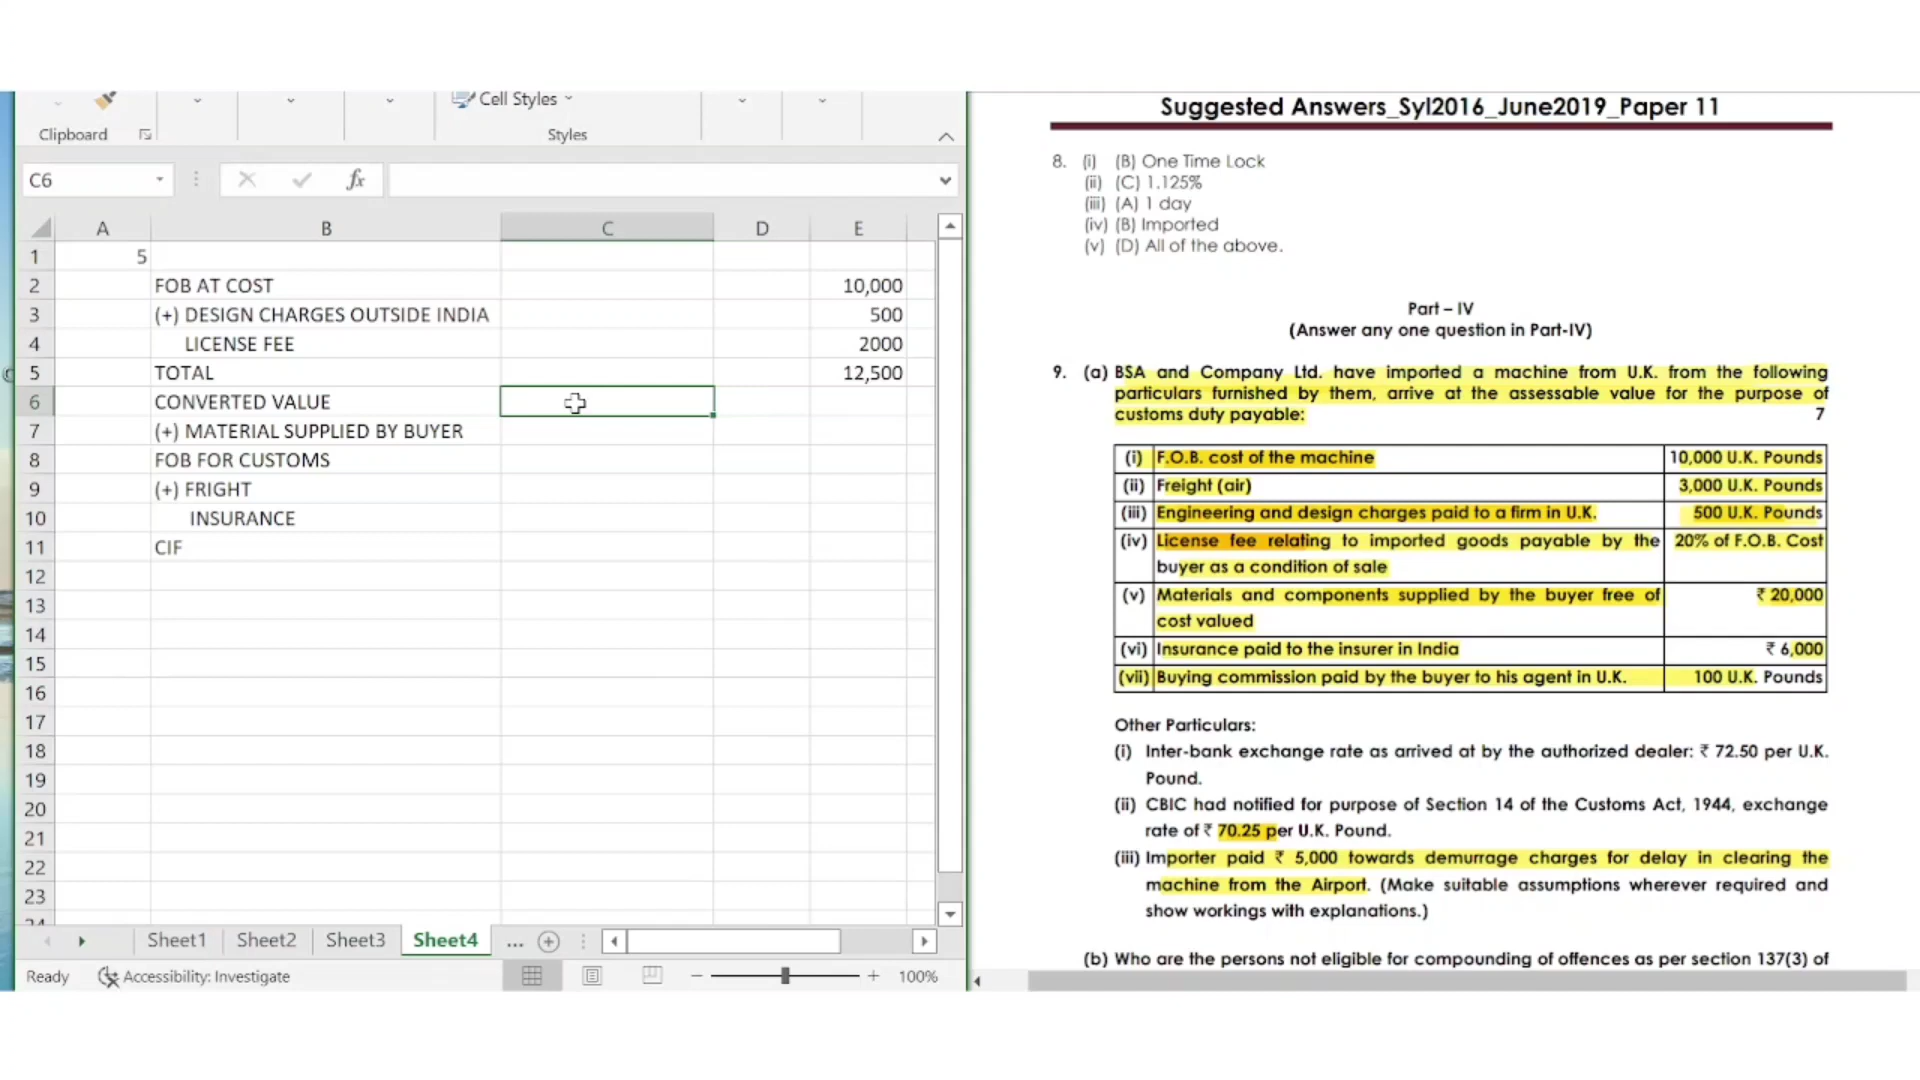 Cell Styles
Clipboard
Styles
C6
fx
A B C D E
1 5
2 FOB AT COST 10,000
3 (+) DESIGN CHARGES OUTSIDE INDIA 500
4 LICENSE FEE 2000
5 TOTAL 12,500
6 CONVERTED VALUE
7 (+) MATERIAL SUPPLIED BY BUYER
8 FOB FOR CUSTOMS
9 (+) FRIGHT
10 INSURANCE
11 CIF
12
13
14
15
16
17
18
19
20
21
22
23
24
Sheet1 Sheet2 Sheet3 Sheet4 ...
Ready Accessibility: Investigate 100%
Suggested Answers_Syl2016_June2019_Paper 11
8. (i) (B) One Time Lock
(ii) (C) 1.125%
(iii) (A) 1 day
(iv) (B) Imported
(v) (D) All of the above.
Part – IV
(Answer any one question in Part-IV)
9. (a) BSA and Company Ltd. have imported a machine from U.K. from the following
particulars furnished by them, arrive at the assessable value for the purpose of
customs duty payable: 7
(i) F.O.B. cost of the machine 10,000 U.K. Pounds
(ii) Freight (air) 3,000 U.K. Pounds
(iii) Engineering and design charges paid to a firm in U.K. 500 U.K. Pounds
(iv) License fee relating to imported goods payable by the 20% of F.O.B. Cost
buyer as a condition of sale
(v) Materials and components supplied by the buyer free of ₹ 20,000
cost valued
(vi) Insurance paid to the insurer in India ₹ 6,000
(vii) Buying commission paid by the buyer to his agent in U.K. 100 U.K. Pounds
Other Particulars:
(i) Inter-bank exchange rate as arrived at by the authorized dealer: ₹ 72.50 per U.K.
Pound.
(ii) CBIC had notified for purpose of Section 14 of the Customs Act, 1944, exchange
rate of ₹ 70.25 per U.K. Pound.
(iii) Importer paid ₹ 5,000 towards demurrage charges for delay in clearing the
machine from the Airport. (Make suitable assumptions wherever required and
show workings with explanations.)
(b) Who are the persons not eligible for compounding of offences as per section 137(3) of